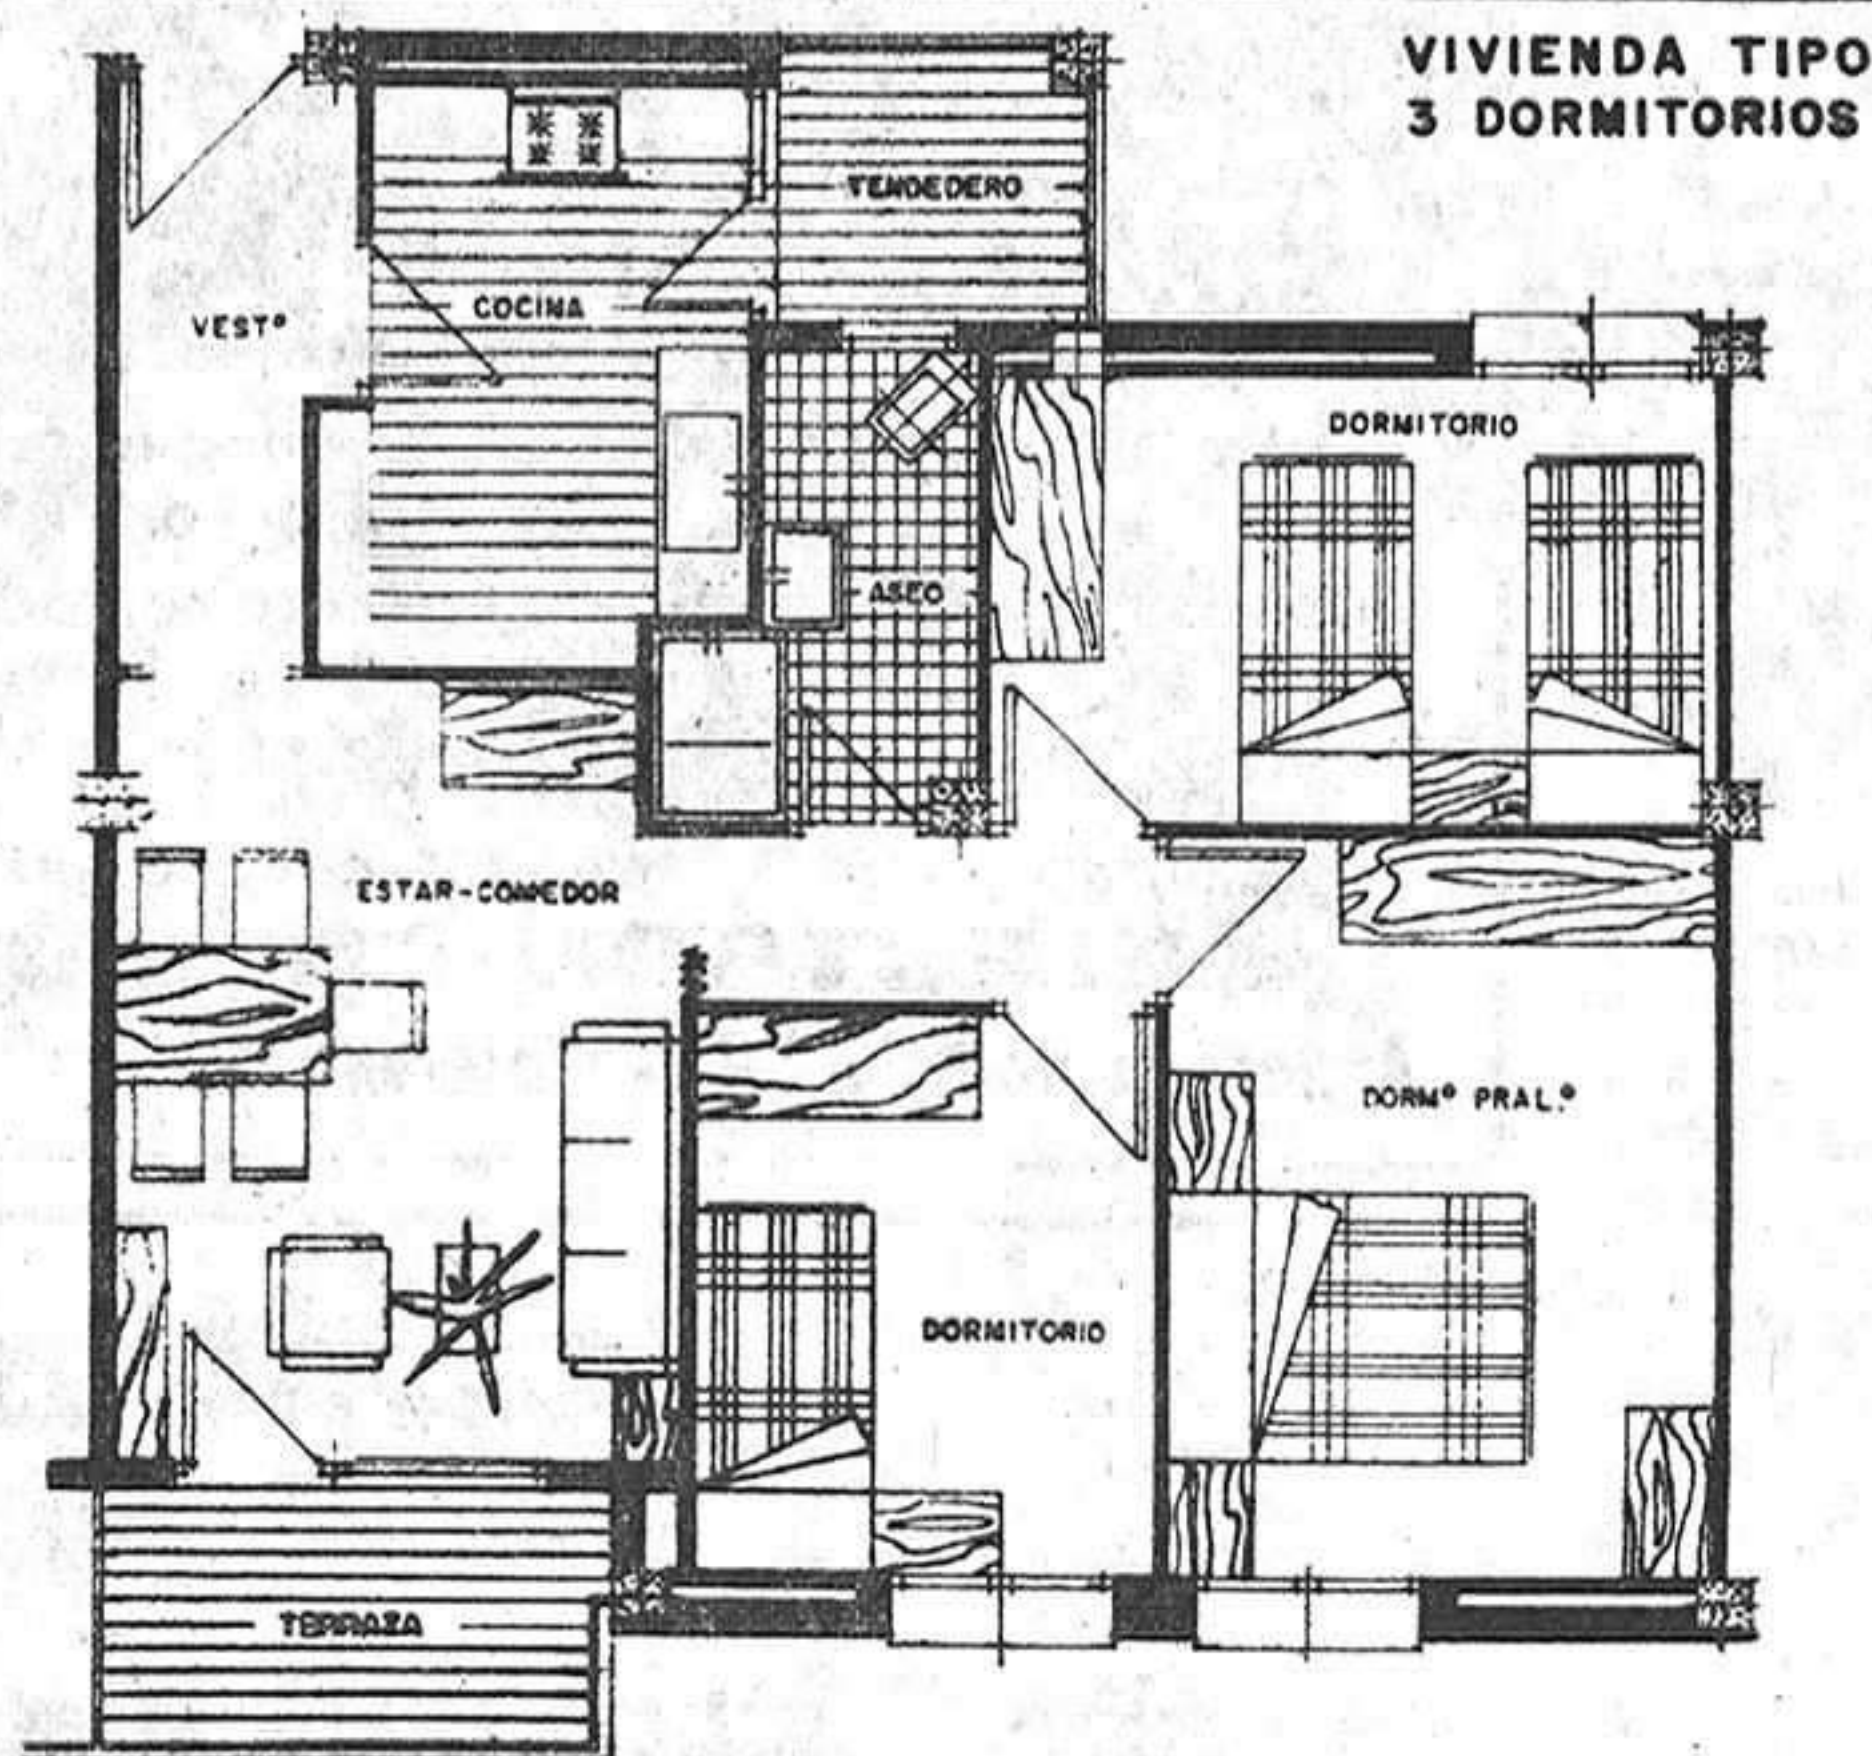 VIVIENDA TIPO
3 DORMITORIOS
TENDEDERO
COCINA
VESTº
DORMITORIO
ASEO
ESTAR-COMEDOR
DORMº PRAL.º
DORMITORIO
TERRAZA